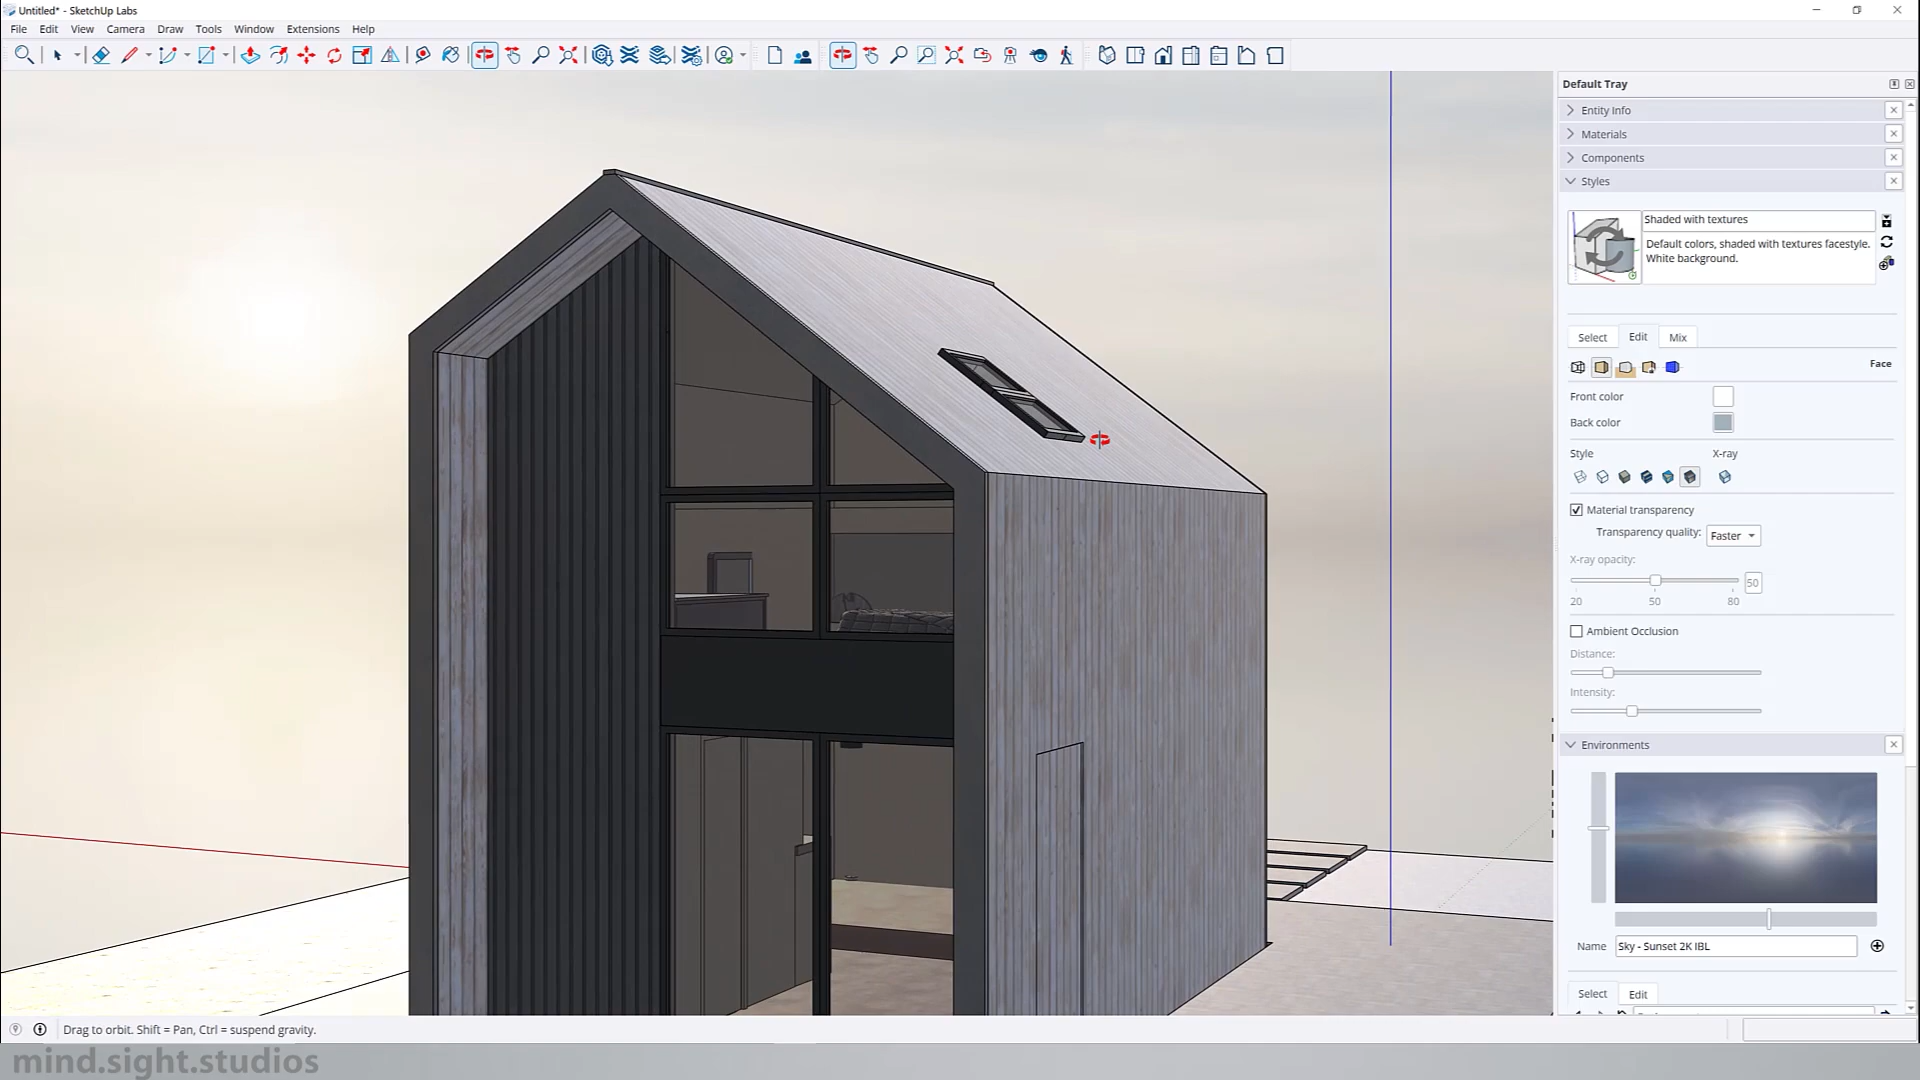 Untitled* - SketchUp Labs
File Edit View Camera Draw Tools Window Extensions Help
Default Tray
Entity Info
Materials
Components
Styles
Shaded with textures
Default colors, shaded with textures facestyle.
White background.
Select Edit Mix
Face
Front color
Back color
Style X-ray
Material transparency
Transparency quality: Faster
X-ray opacity:
50
20 50 80
Ambient Occlusion
Distance:
Intensity:
Environments
Name Sky - Sunset 2K IBL
Select Edit
Drag to orbit. Shift = Pan, Ctrl = suspend gravity.
mind.sight.studios